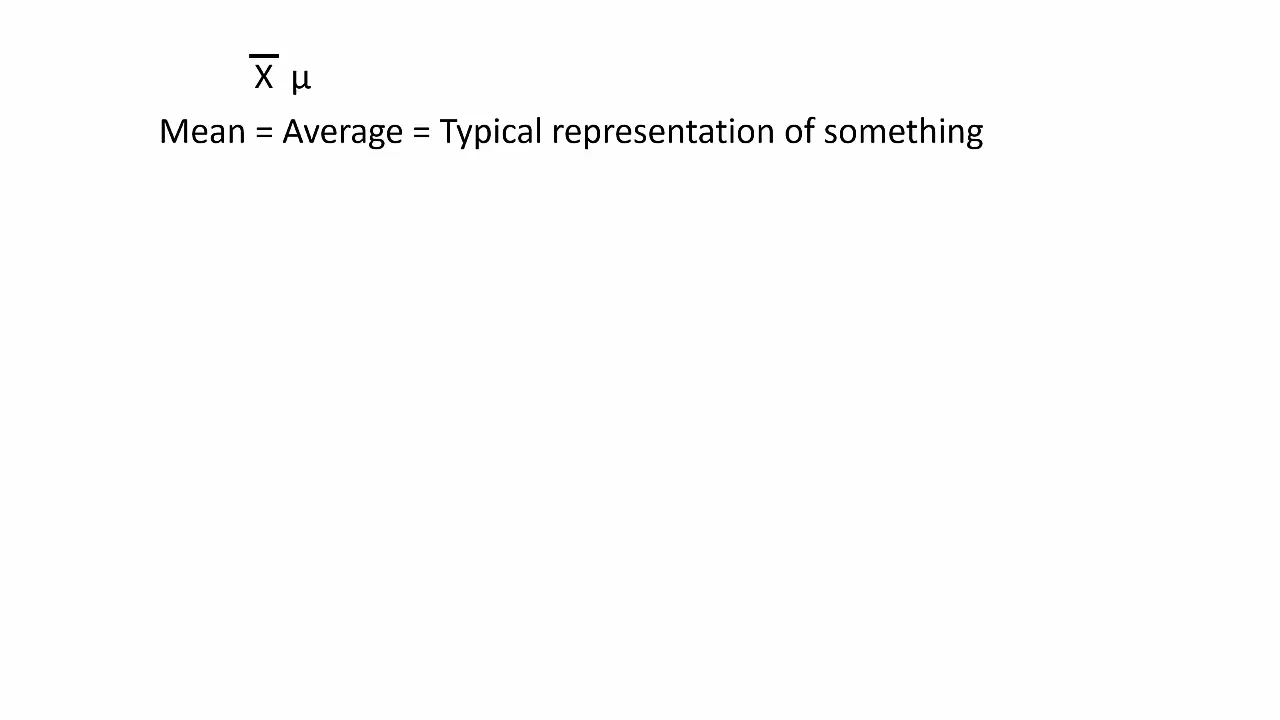 X̅ μ
Mean = Average = Typical representation of something